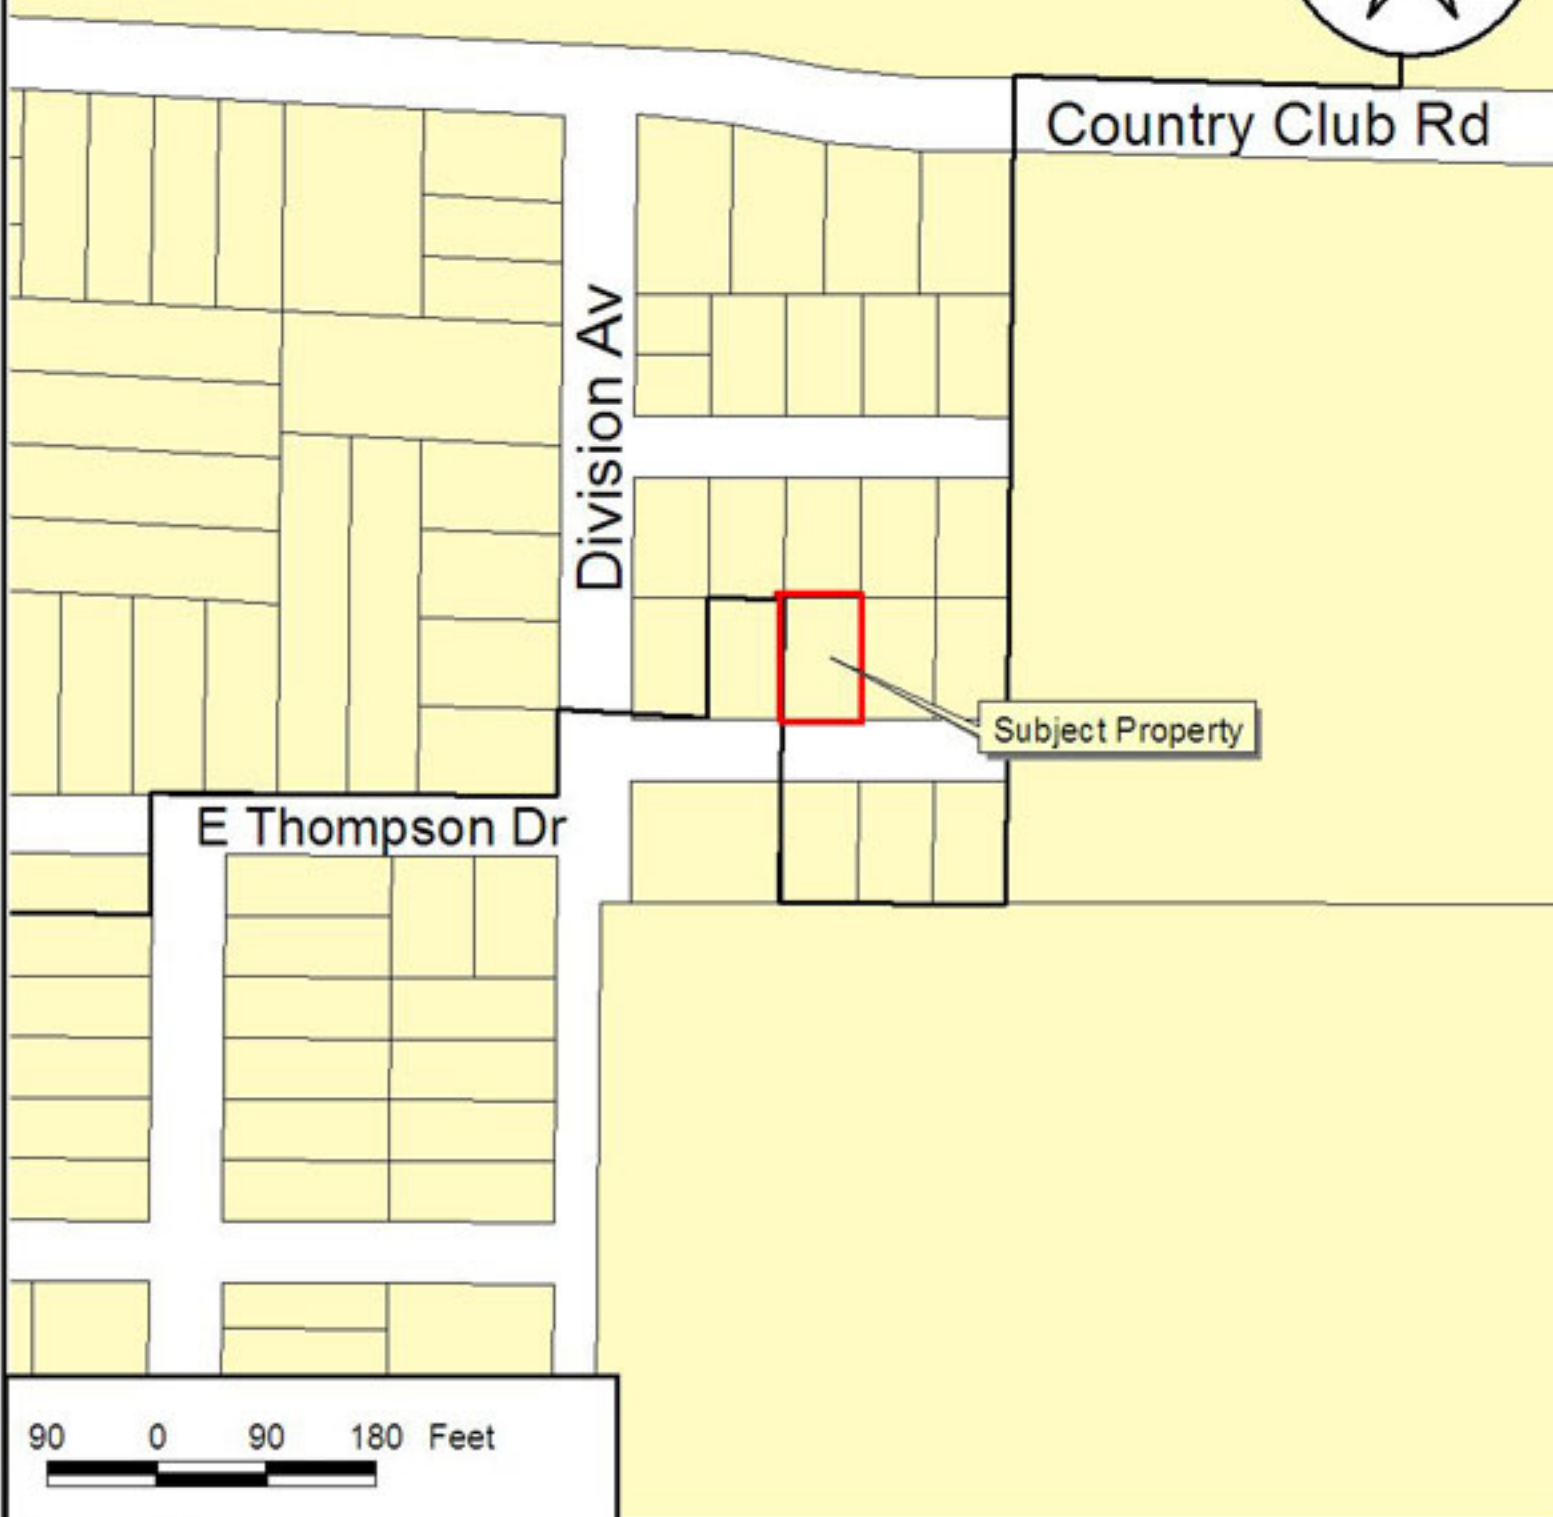 Country Club Rd
Division Av
Subject Property
E Thompson Dr
90 0 90 180 Feet